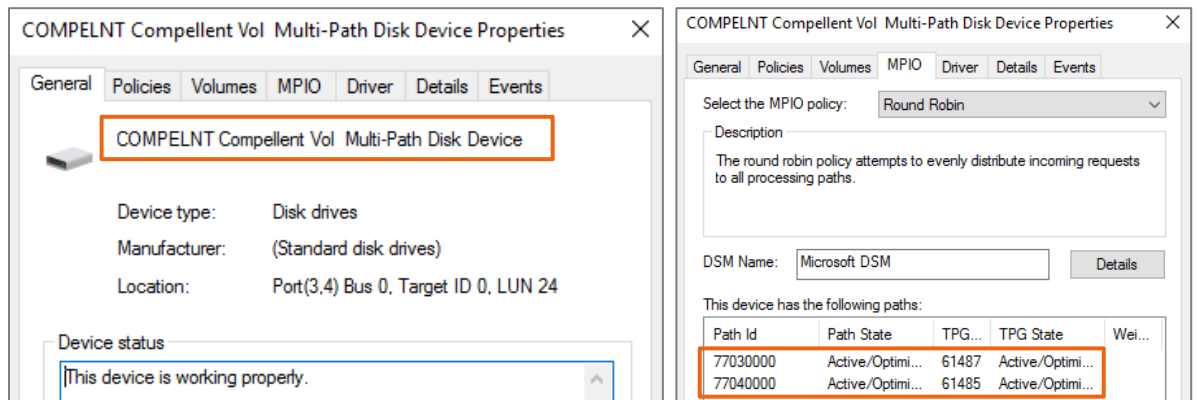 COMPELNT Compellent Vol  Multi-Path Disk Device Properties
General Policies Volumes MPIO Driver Details Events
COMPELNT Compellent Vol  Multi-Path Disk Device
Device type: Disk drives
Manufacturer: (Standard disk drives)
Location: Port(3,4) Bus 0, Target ID 0, LUN 24
Device status
This device is working properly.
COMPELNT Compellent Vol  Multi-Path Disk Device Properties
General Policies Volumes MPIO Driver Details Events
Select the MPIO policy: Round Robin
Description
The round robin policy attempts to evenly distribute incoming requests
to all processing paths.
DSM Name: Microsoft DSM Details
This device has the following paths:
Path Id Path State TPG... TPG State Wei...
77030000 Active/Optimi... 61487 Active/Optimi...
77040000 Active/Optimi... 61485 Active/Optimi...